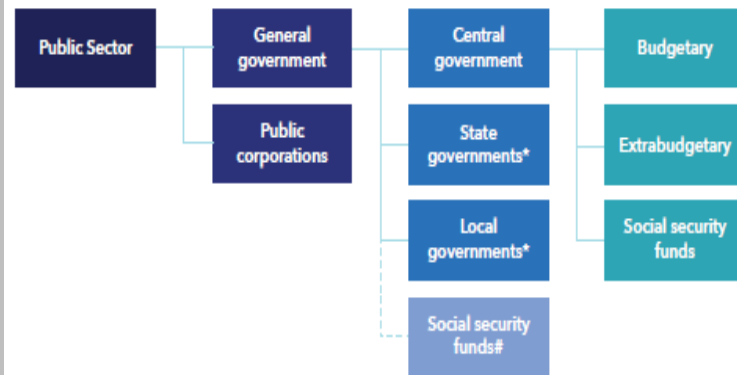 Public Sector
General
government
Central
government
Budgetary
Public
corporations
State
governments*
Extrabudgetary
Local
governments*
Social security
funds
Social security
funds#